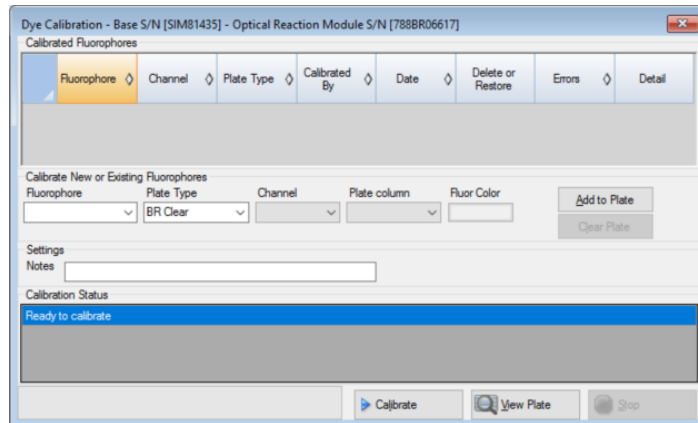 Dye Calibration - Base S/N [SIM81435] - Optical Reaction Module S/N [788BR06617]
Calibrated Fluorophores
Fluorophore Channel Plate Type Calibrated By Date Delete or Restore Errors Detail
Calibrate New or Existing Fluorophores
Fluorophore Plate Type Channel Plate column Fluor Color
BR Clear
Add to Plate
Clear Plate
Settings
Notes
Calibration Status
Ready to calibrate
Calibrate View Plate Stop